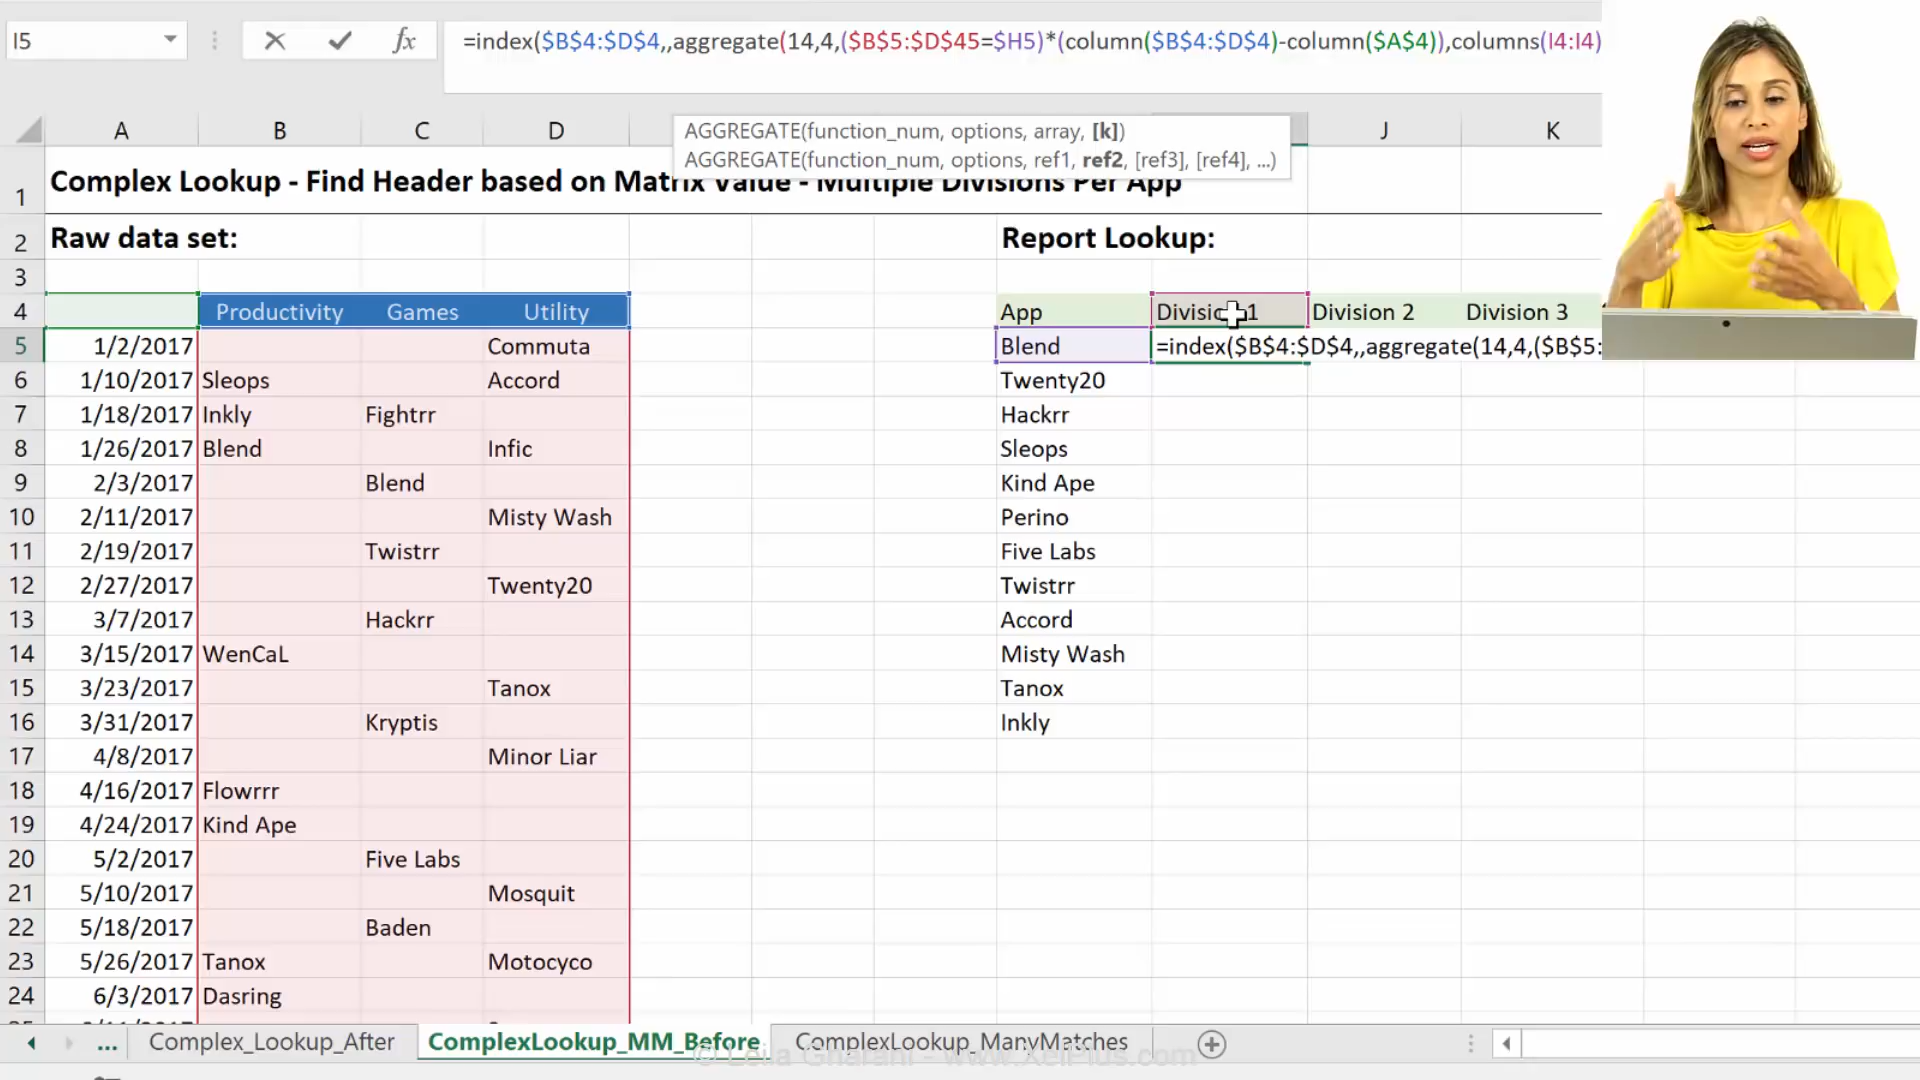 I5
fx
=index($B$4:$D$4,,aggregate(14,4,($B$5:$D$45=$H5)*(column($B$4:$D$4)-column($A$4)),columns(I4:I4)
AGGREGATE(function_num, options, array, [k])
AGGREGATE(function_num, options, ref1, ref2, [ref3], [ref4], ...)
A B C D J K
1 Complex Lookup - Find Header based on Matrix Value - Multiple Divisions Per App
2 Raw data set: Report Lookup:
3
4 Productivity Games Utility App Division 1 Division 2 Division 3
5 1/2/2017 Commuta Blend =index($B$4:$D$4,,aggregate(14,4,($B$5:
6 1/10/2017 Sleops Accord Twenty20
7 1/18/2017 Inkly Fightrr Hackrr
8 1/26/2017 Blend Infic Sleops
9 2/3/2017 Blend Kind Ape
10 2/11/2017 Misty Wash Perino
11 2/19/2017 Twistrr Five Labs
12 2/27/2017 Twenty20 Twistrr
13 3/7/2017 Hackrr Accord
14 3/15/2017 WenCaL Misty Wash
15 3/23/2017 Tanox Tanox
16 3/31/2017 Kryptis Inkly
17 4/8/2017 Minor Liar
18 4/16/2017 Flowrrr
19 4/24/2017 Kind Ape
20 5/2/2017 Five Labs
21 5/10/2017 Mosquit
22 5/18/2017 Baden
23 5/26/2017 Tanox Motocyco
24 6/3/2017 Dasring
... Complex_Lookup_After ComplexLookup_MM_Before ComplexLookup_ManyMatches
© Leila Gharani - www.XelPlus.com